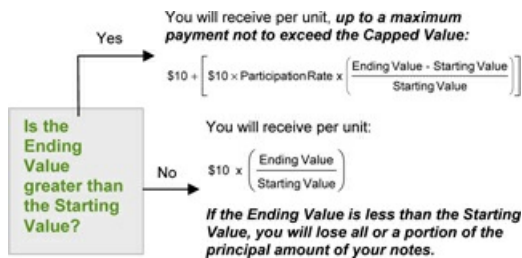 You will receive per unit, up to a maximum
payment not to exceed the Capped Value:
Yes
$10 + [ $10 × Participation Rate x ( Ending Value - Starting Value / Starting Value ) ]
Is the
Ending
Value
greater than
the Starting
Value?
No
You will receive per unit:
$10 x ( Ending Value / Starting Value )
If the Ending Value is less than the Starting
Value, you will lose all or a portion of the
principal amount of your notes.